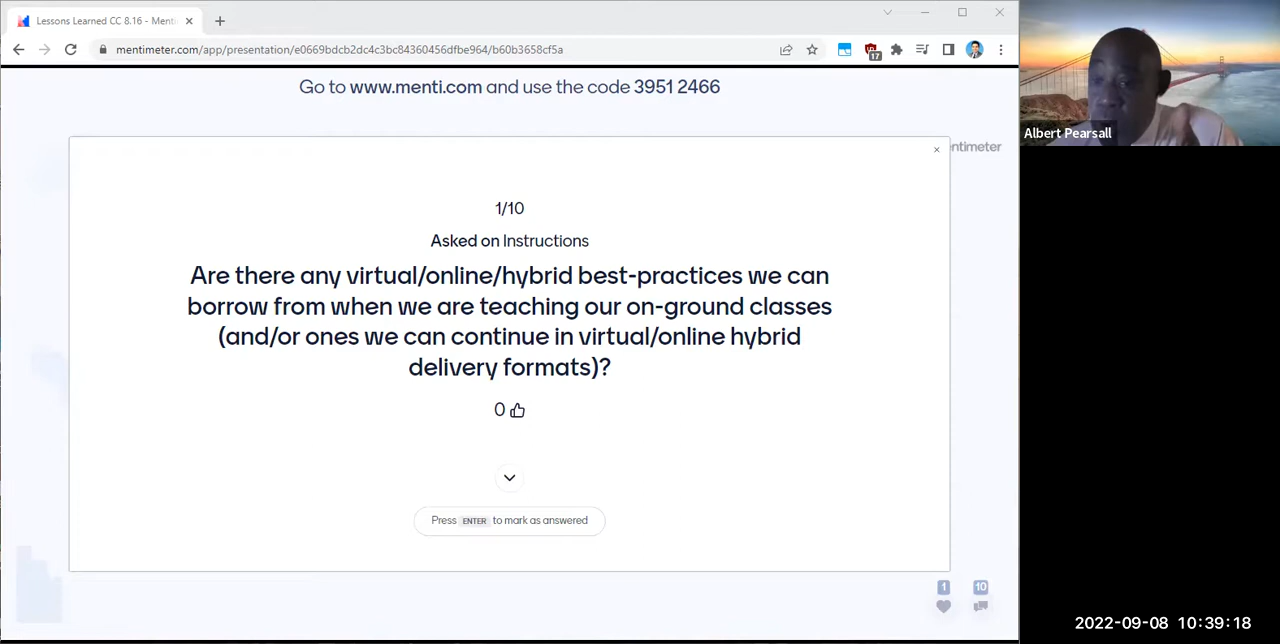 Lessons Learned CC 8.16 - Menti
mentimeter.com/app/presentation/e0669bdcb2dc4c3bc84360456dfbe964/b60b3658cf5a
17
Go to www.menti.com and use the code 3951 2466
entimeter
1/10
Asked on Instructions
Are there any virtual/online/hybrid best-practices we can
borrow from when we are teaching our on-ground classes
(and/or ones we can continue in virtual/online hybrid
delivery formats)?
0
Press ENTER to mark as answered
1 10
Albert Pearsall
2022-09-08 10:39:18